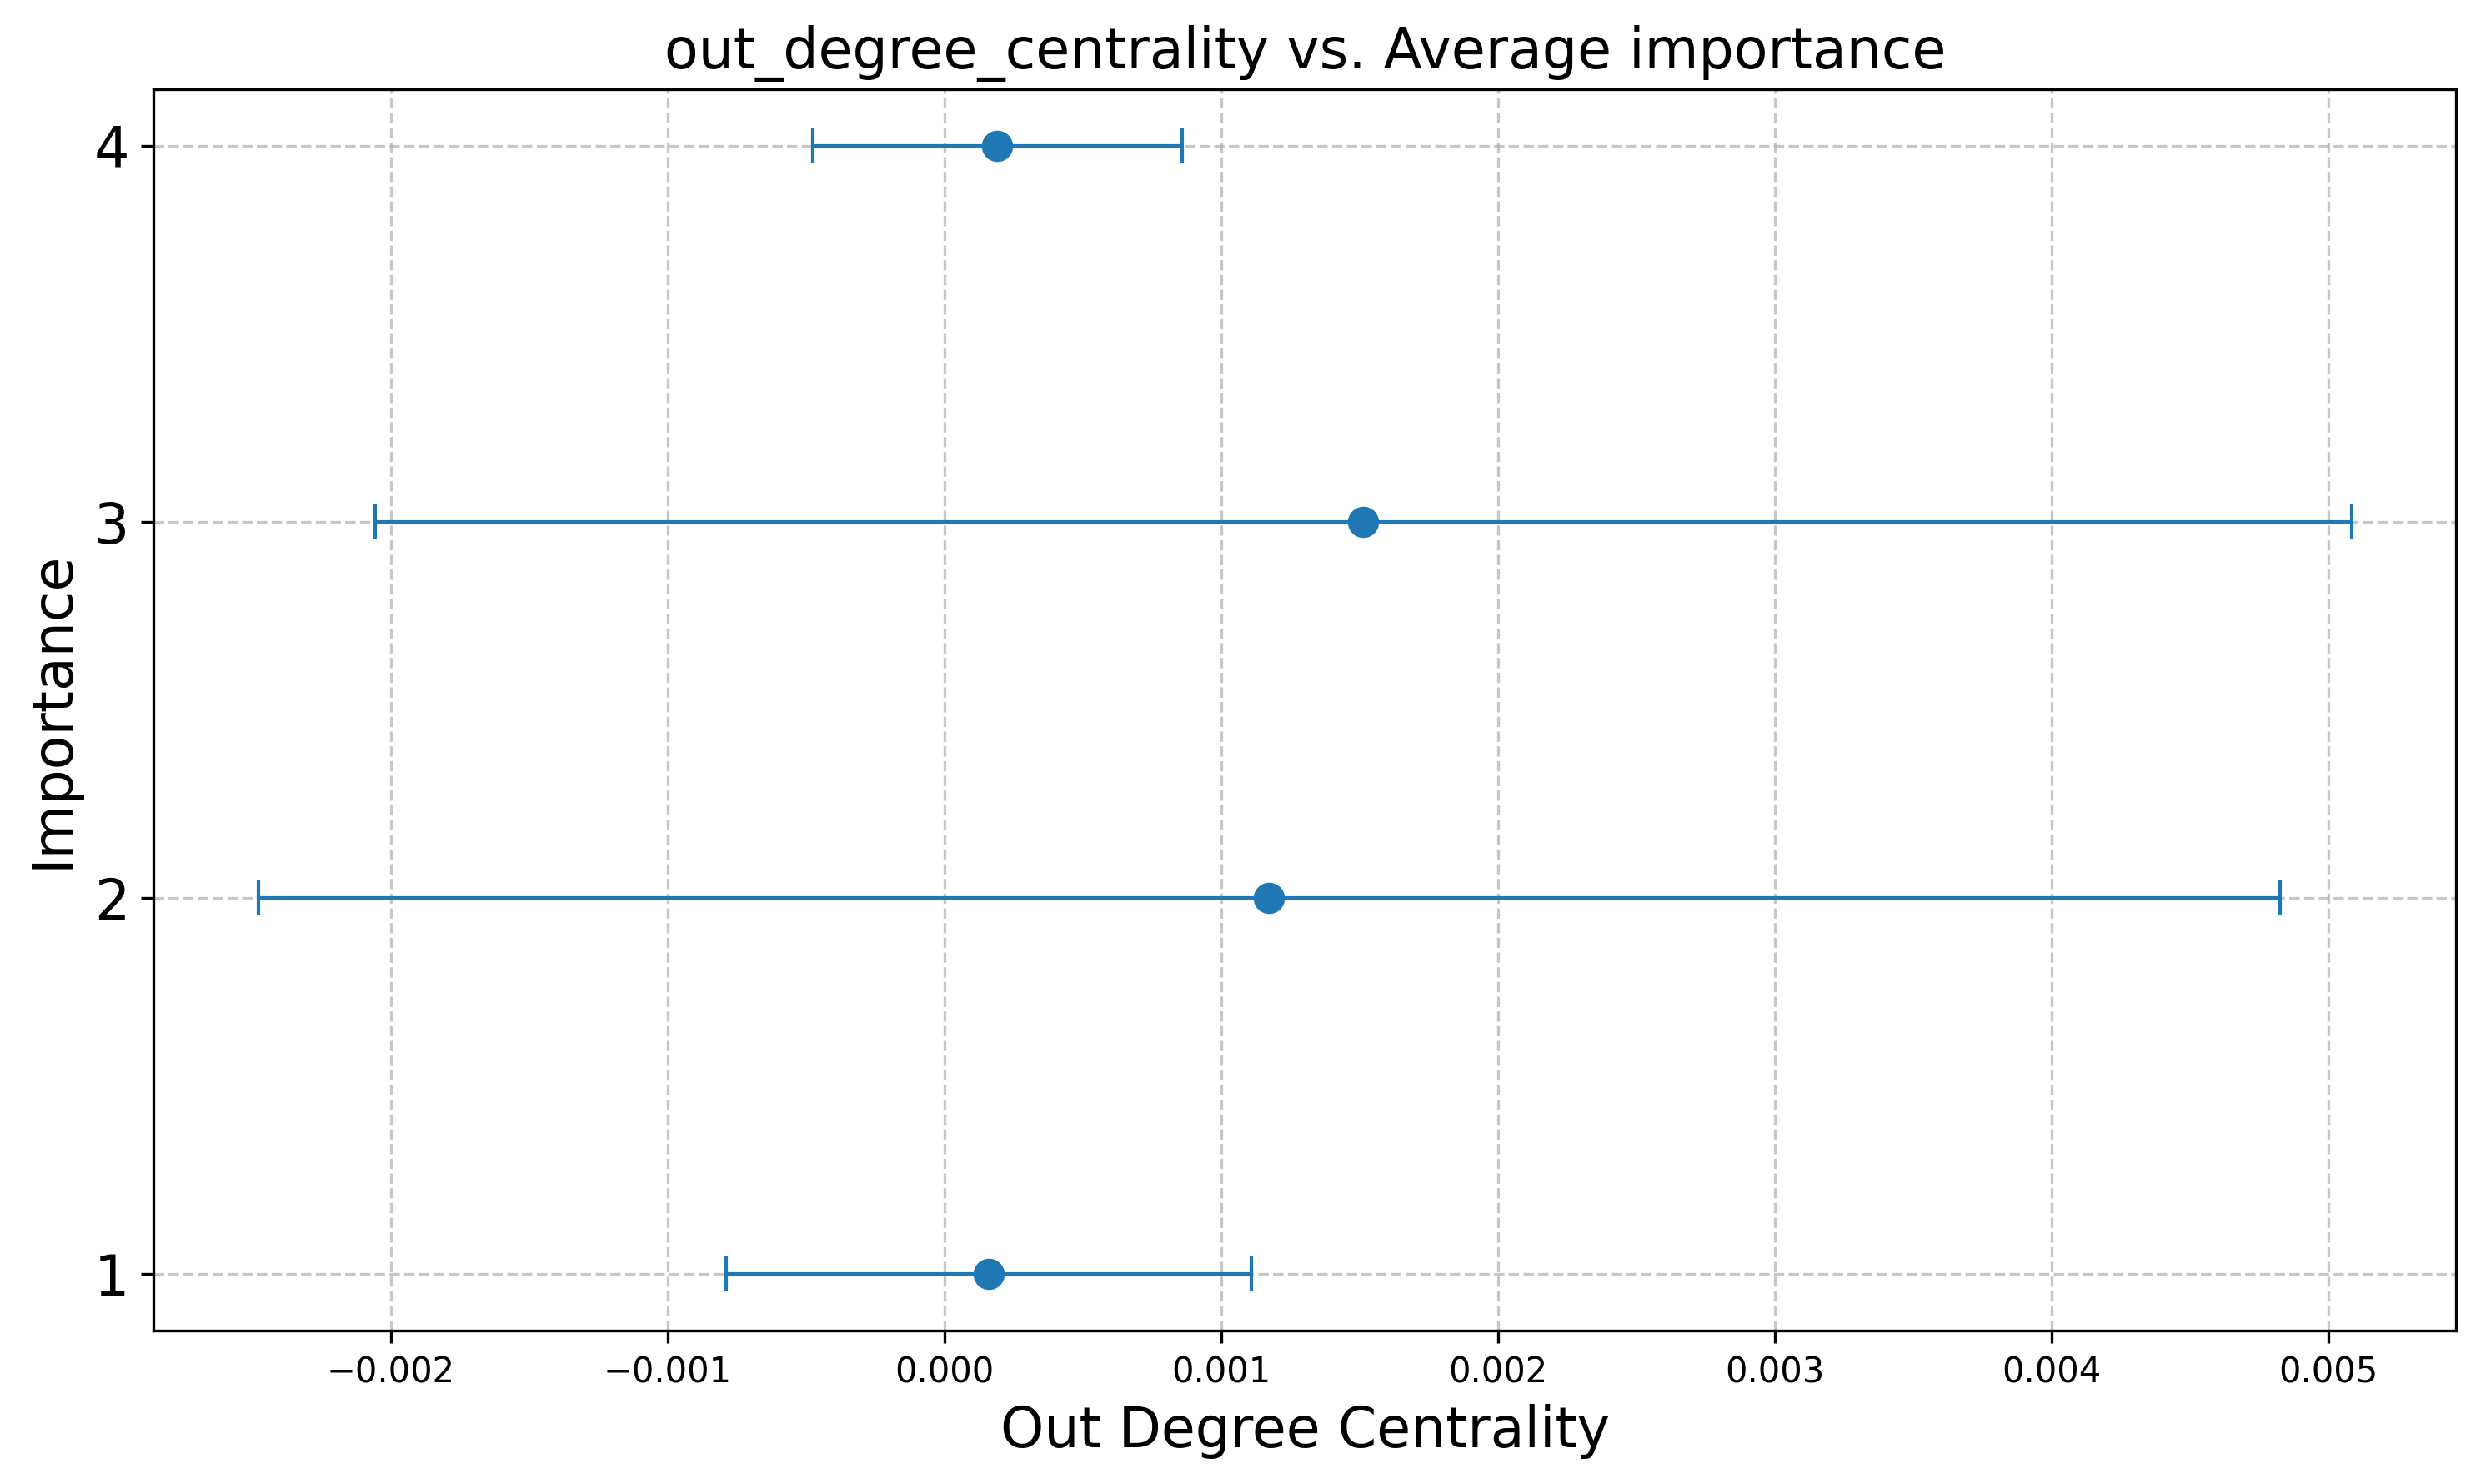 out_degree_centrality vs. Average importance
4
3
2
1
Importance
−0.002 −0.001 0.000 0.001 0.002 0.003 0.004 0.005
Out Degree Centrality